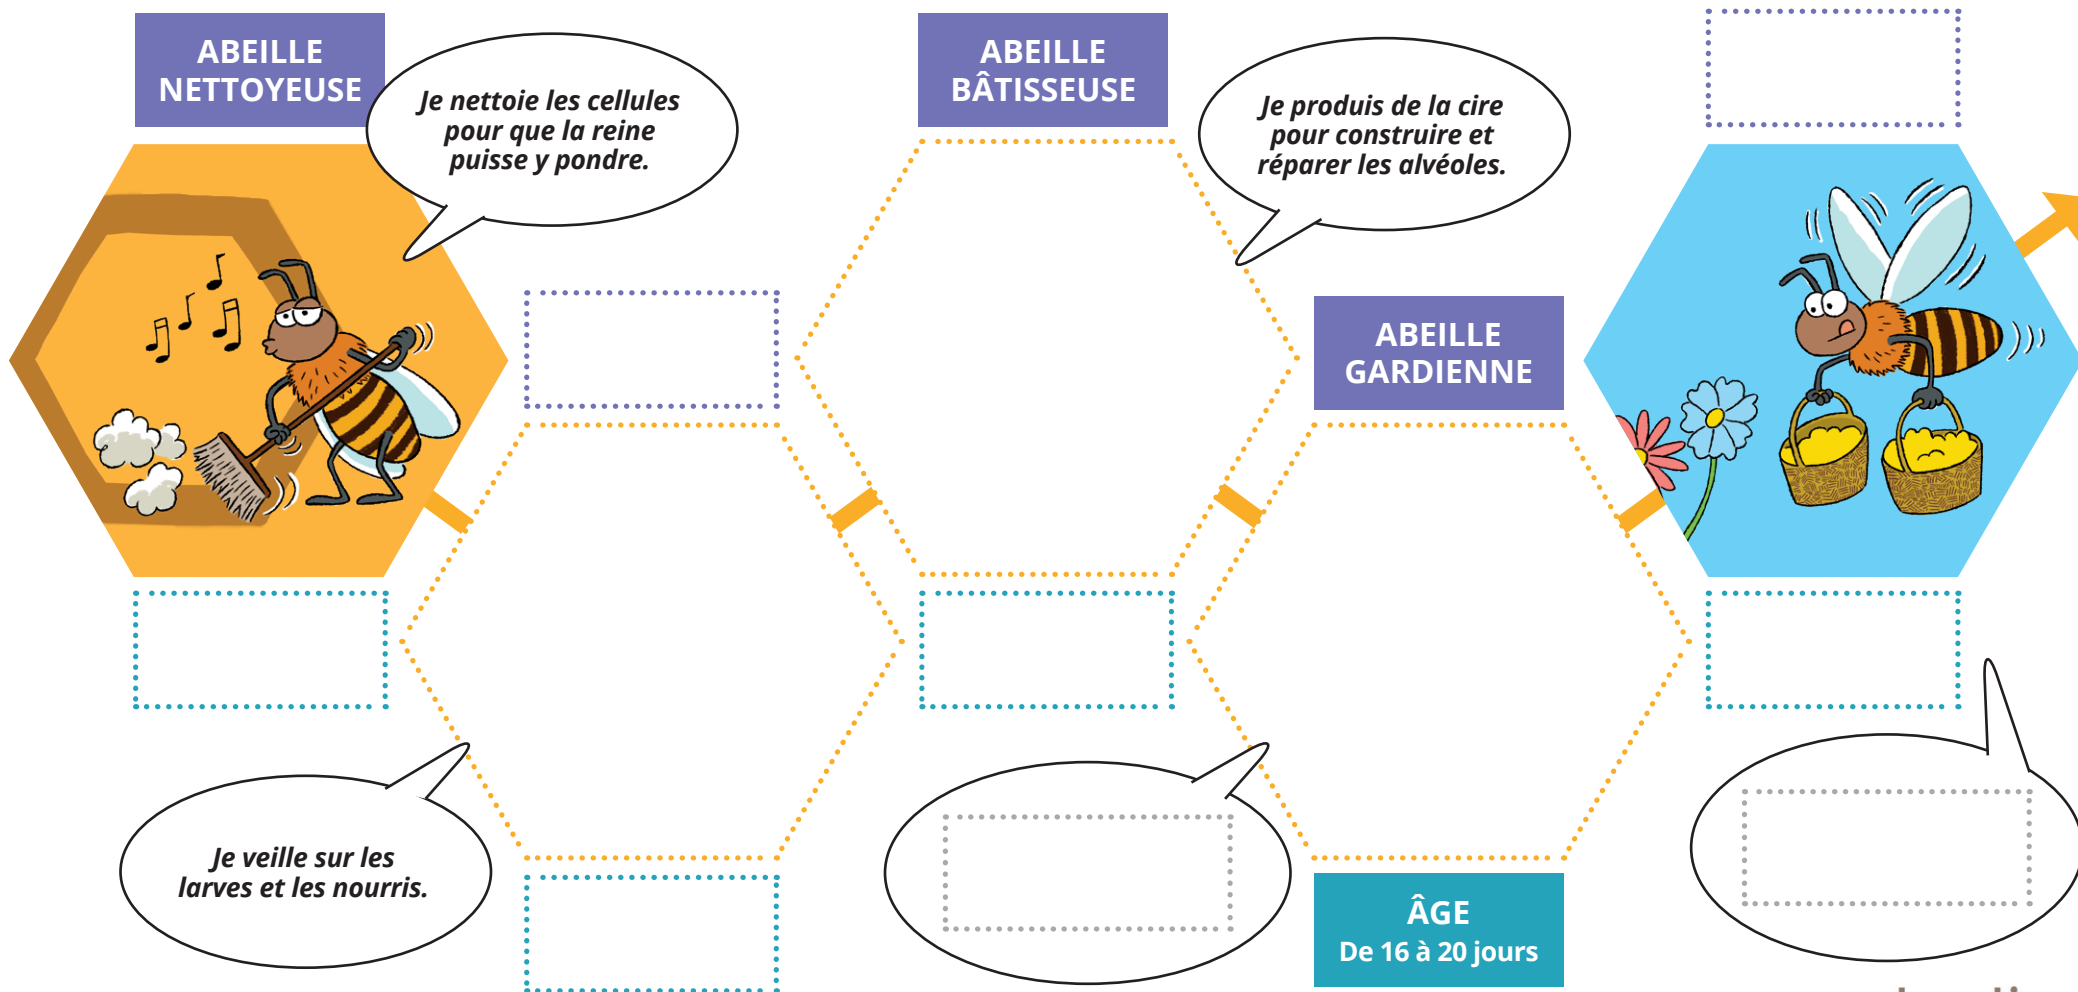 ABEILLE
NETTOYEUSE
Je nettoie les cellules
pour que la reine
puisse y pondre.
ABEILLE
BÂTISSEUSE
Je produis de la cire
pour construire et
réparer les alvéoles.
ABEILLE
GARDIENNE
Je veille sur les
larves et les nourris.
ÂGE
De 16 à 20 jours